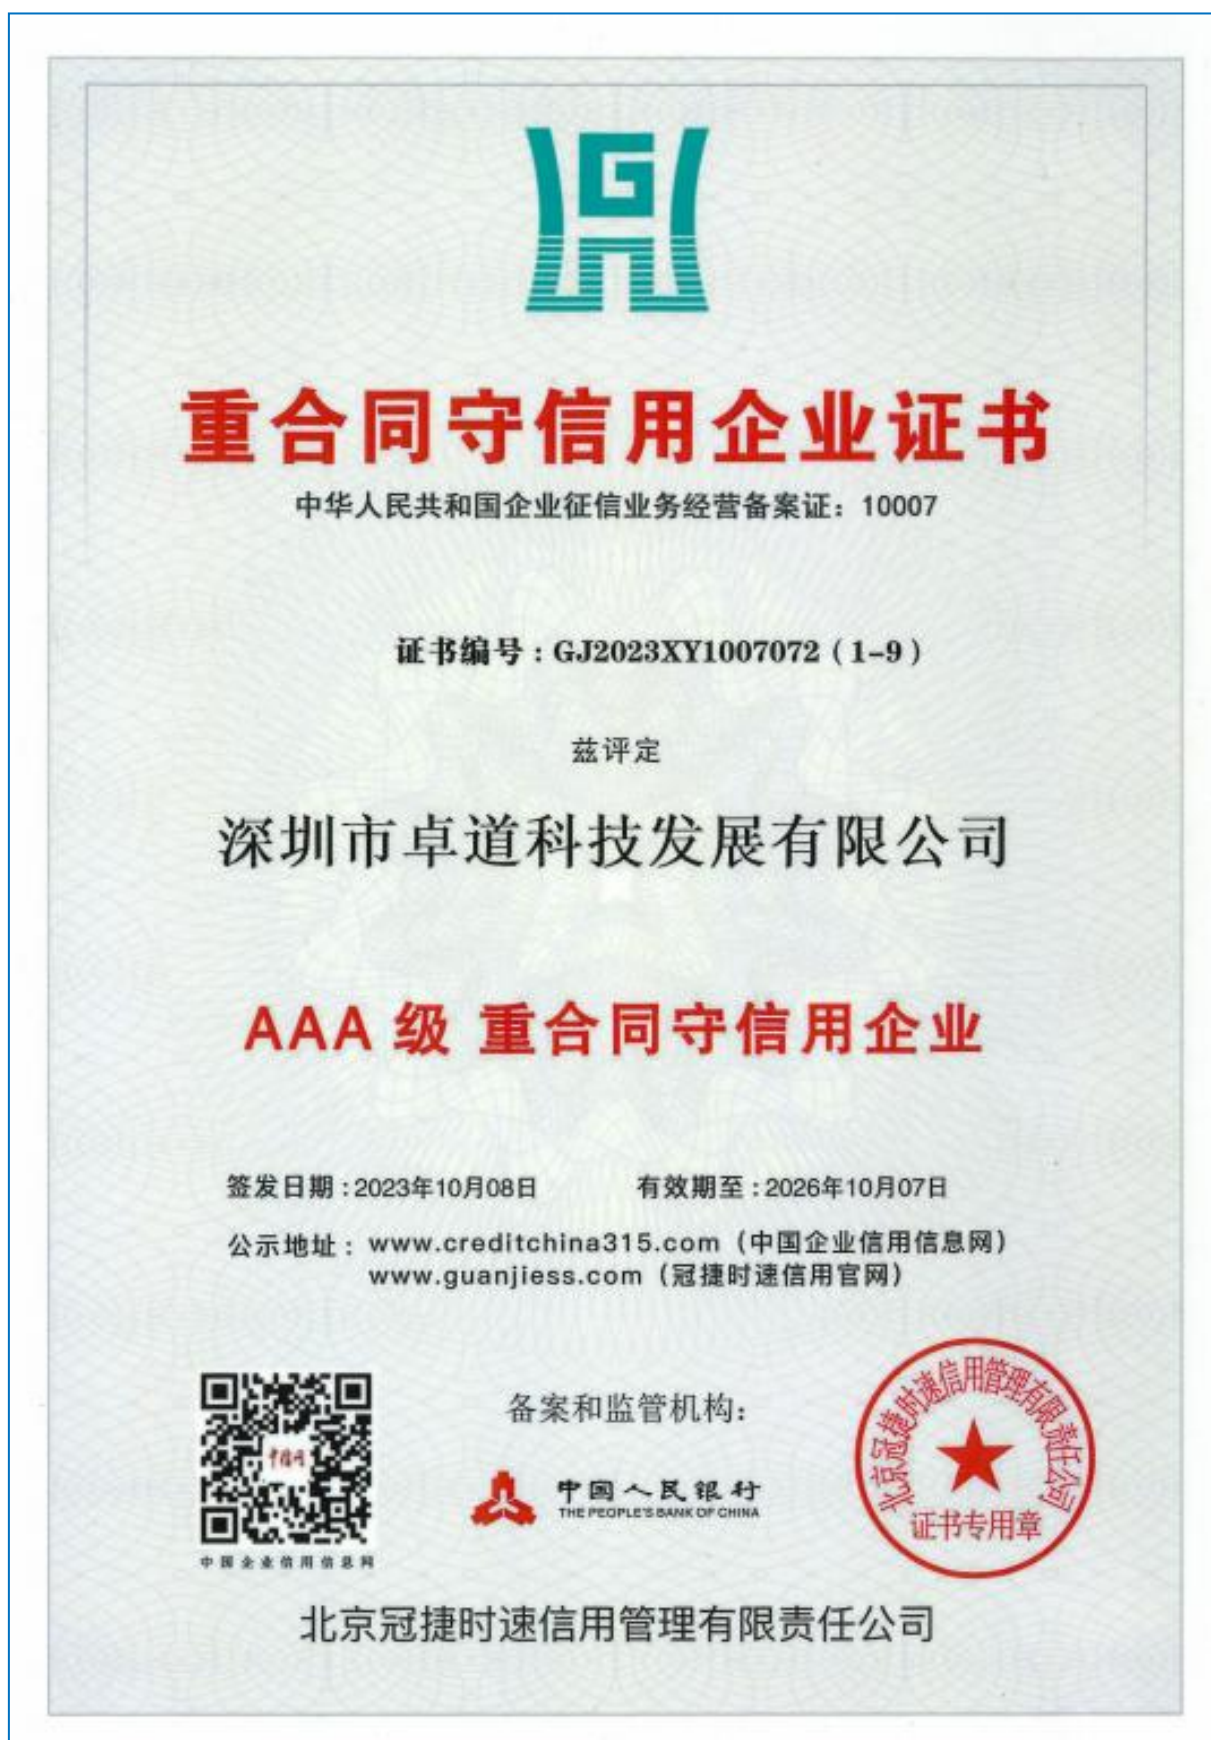 重合同守信用企业证书
中华人民共和国企业征信业务经营备案证：10007
证书编号：GJ2023XY1007072（1-9）
兹评定
深圳市卓道科技发展有限公司
AAA 级 重合同守信用企业
签发日期：2023年10月08日 有效期至：2026年10月07日
公示地址：www.creditchina315.com（中国企业信用信息网）
www.guanjiess.com（冠捷时速信用官网）
备案和监管机构：
中国人民银行
THE PEOPLE'S BANK OF CHINA
中国企业信用信息网
北京冠捷时速信用管理有限责任公司
证书专用章
北京冠捷时速信用管理有限责任公司